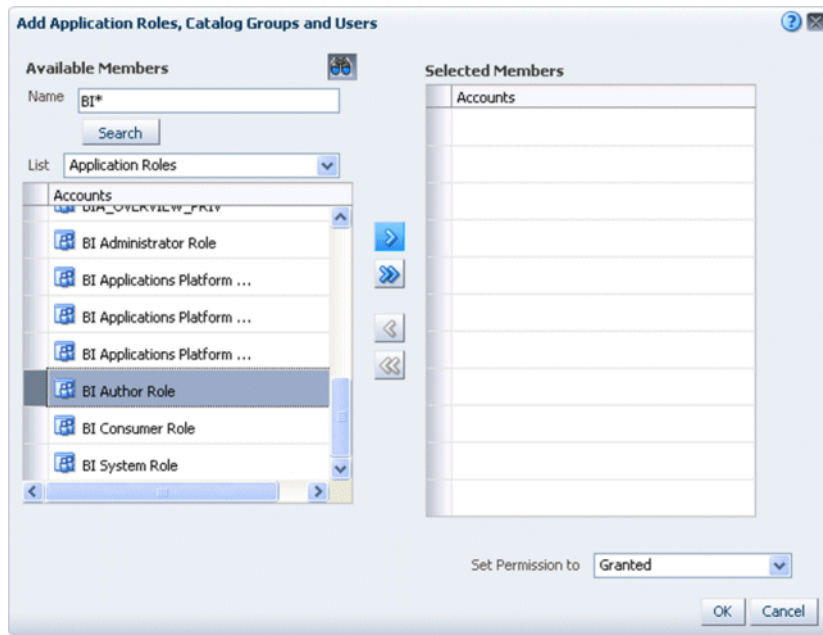 Add Application Roles, Catalog Groups and Users
Available Members
Name BI*
Search
List Application Roles
Accounts
BIA_OVERVIEW_PRIV
BI Administrator Role
BI Applications Platform ...
BI Applications Platform ...
BI Applications Platform ...
BI Author Role
BI Consumer Role
BI System Role
Selected Members
Accounts
Set Permission to Granted
OK Cancel